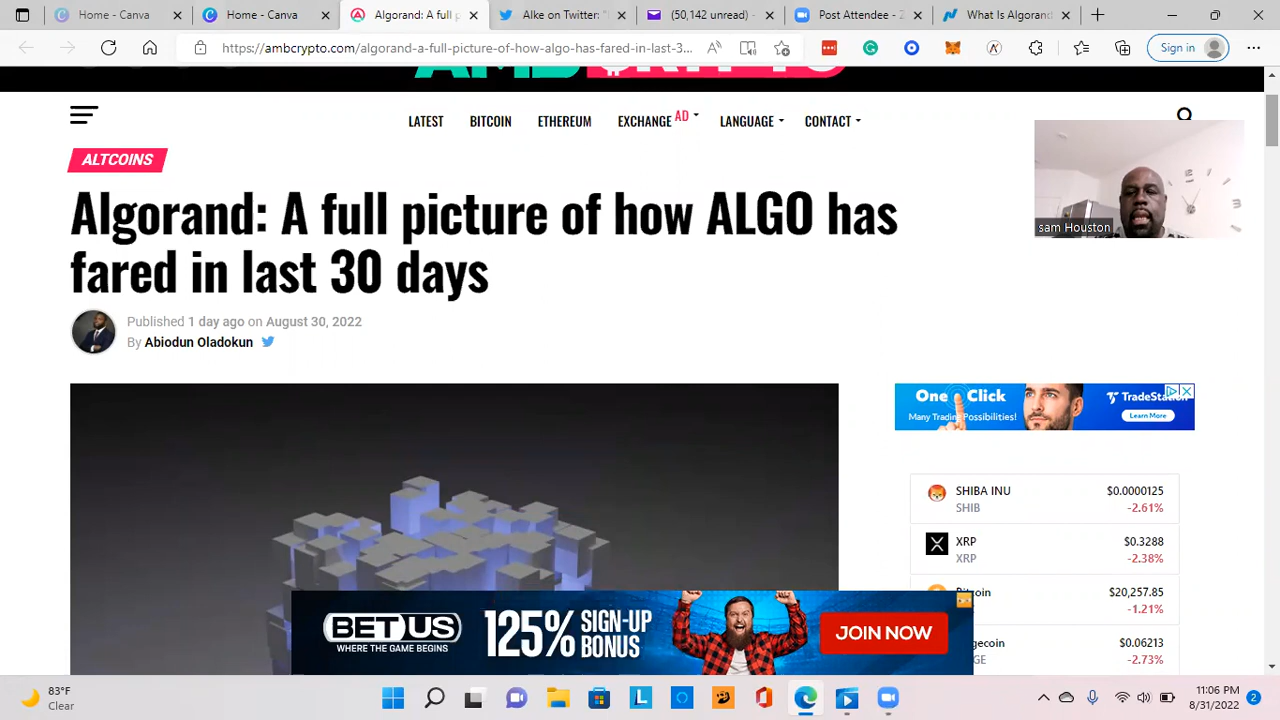 Algorand: A full pic
Ake on Twitter: "
(50,142 unread) -
Post Attendee -
What Is Algorand
https://ambcrypto.com/algorand-a-full-picture-of-how-algo-has-fared-in-last-3...
Sign in
LATEST
BITCOIN
ETHEREUM
EXCHANGE AD
LANGUAGE
CONTACT
ALTCOINS
Algorand: A full picture of how ALGO has
fared in last 30 days
Published 1 day ago on August 30, 2022
By Abiodun Oladokun
sam Houston
One Click
Many Trading Possibilities!
TradeStation
Learn More
SHIBA INU
$0.0000125
SHIB
-2.61%
XRP
$0.3288
XRP
-2.38%
$20,257.85
-1.21%
$0.06213
-2.73%
BETUS
WHERE THE GAME BEGINS
125% SIGN-UP
BONUS
JOIN NOW
83°F
Clear
11:06 PM
8/31/2022
2